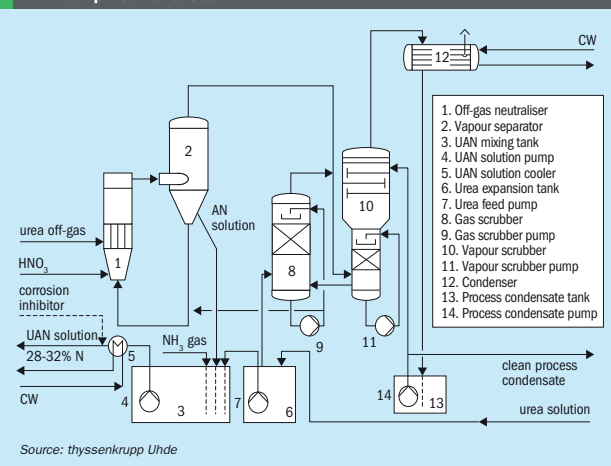 CW
12
1. Off-gas neutraliser
2. Vapour separator
3. UAN mixing tank
4. UAN solution pump
5. UAN solution cooler
6. Urea expansion tank
7. Urea feed pump
8. Gas scrubber
9. Gas scrubber pump
10. Vapour scrubber
11. Vapour scrubber pump
12. Condenser
13. Process condensate tank
14. Process condensate pump
2
10
AN
solution
urea off-gas
1
8
HNO3
corrosion
inhibitor
UAN solution
28-32% N
5
NH3 gas
9
11
clean process
condensate
CW
4
3
7
6
14
13
urea solution
Source: thyssenkrupp Uhde